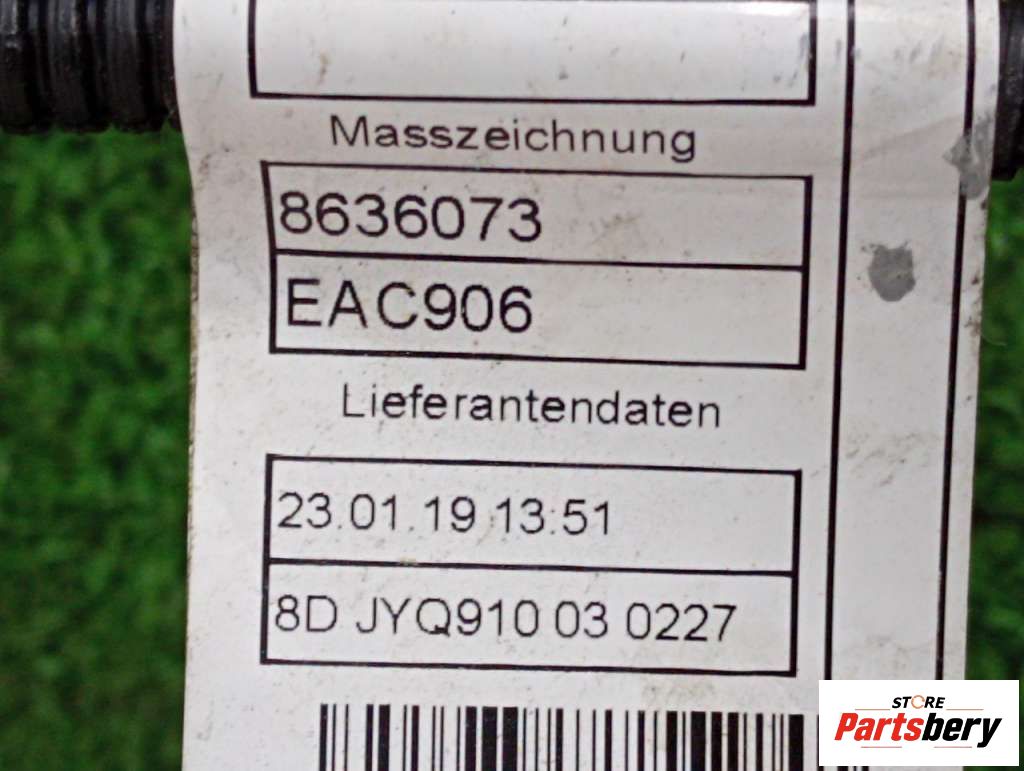 Masszeichnung
8636073
EAC906
Lieferantendaten
23.01.19 13:51
8D JYQ910 03 0227
STORE
Partsbery